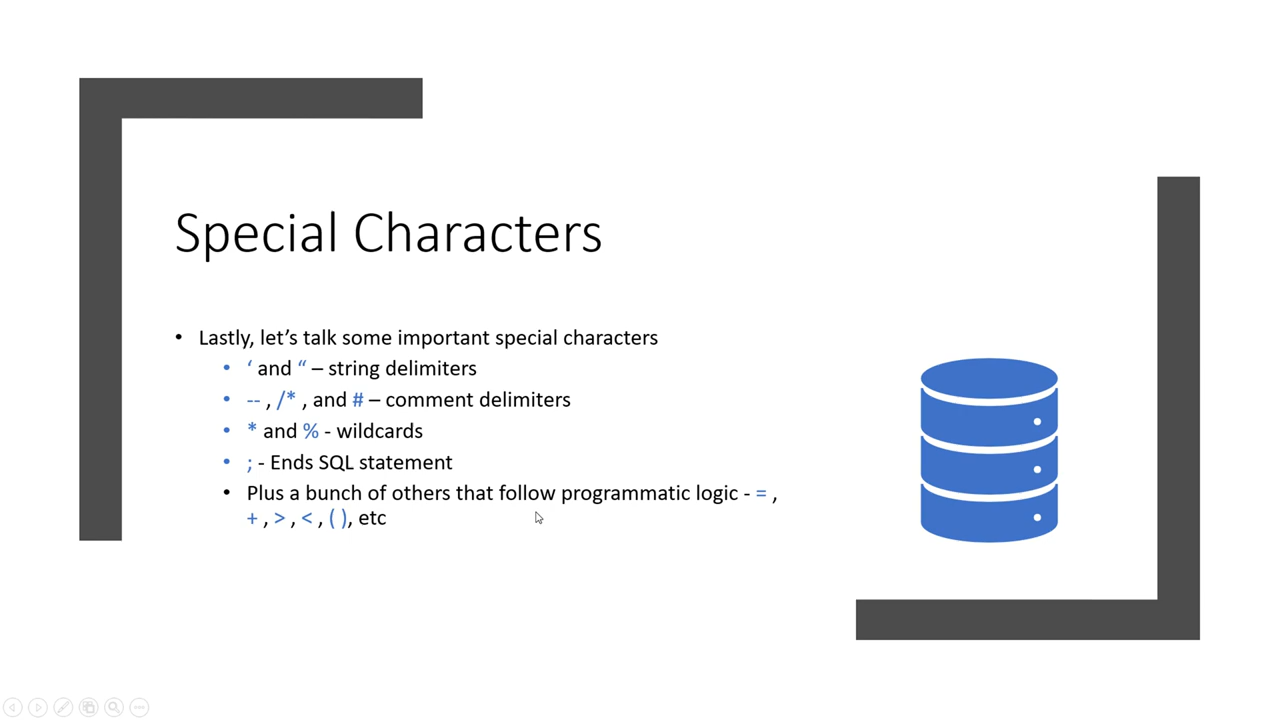 Special Characters
• Lastly, let’s talk some important special characters
• ‘ and “ – string delimiters
• -- , /* , and # – comment delimiters
• * and % - wildcards
• ; - Ends SQL statement
• Plus a bunch of others that follow programmatic logic - = ,
+ , > , < , ( ), etc